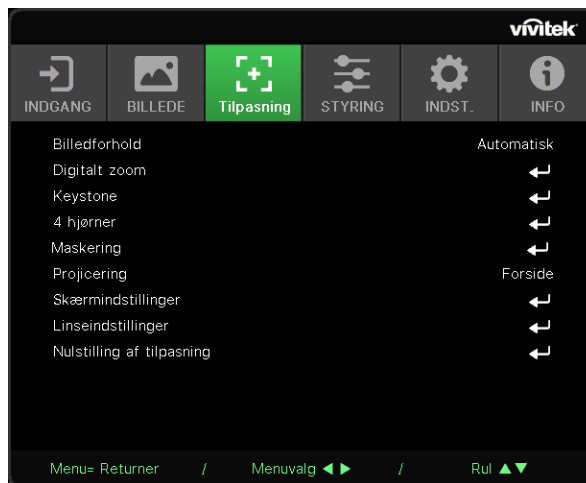 vivitek
INDGANG BILLEDE Tilpasning STYRING INDST. INFO
Billedforhold Automatisk
Digitalt zoom
Keystone
4 hjørner
Maskering
Projicering Forside
Skærmindstillinger
Linseindstillinger
Nulstilling af tilpasning
Menu= Returner / Menuvalg ◀ ▶ / Rul ▲▼